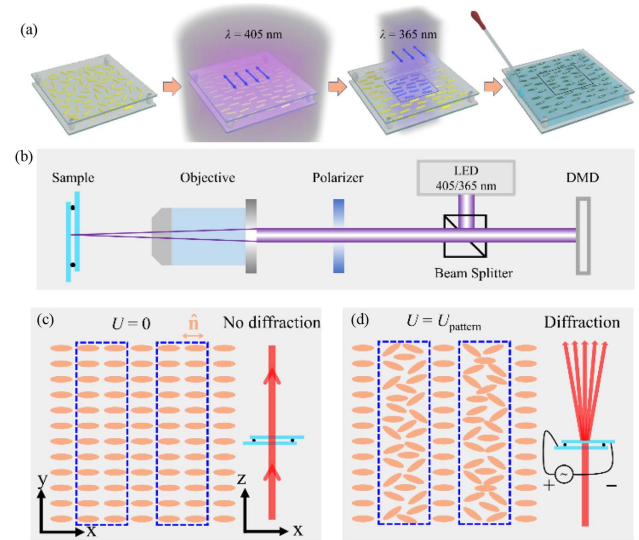 (a)
λ = 405 nm
λ = 365 nm
(b)
Sample
Objective
Polarizer
LED
405/365 nm
DMD
Beam Splitter
(c)
U = 0
n̂
No diffraction
y
x
z
x
(d)
U = Upattern
Diffraction
+
~
−